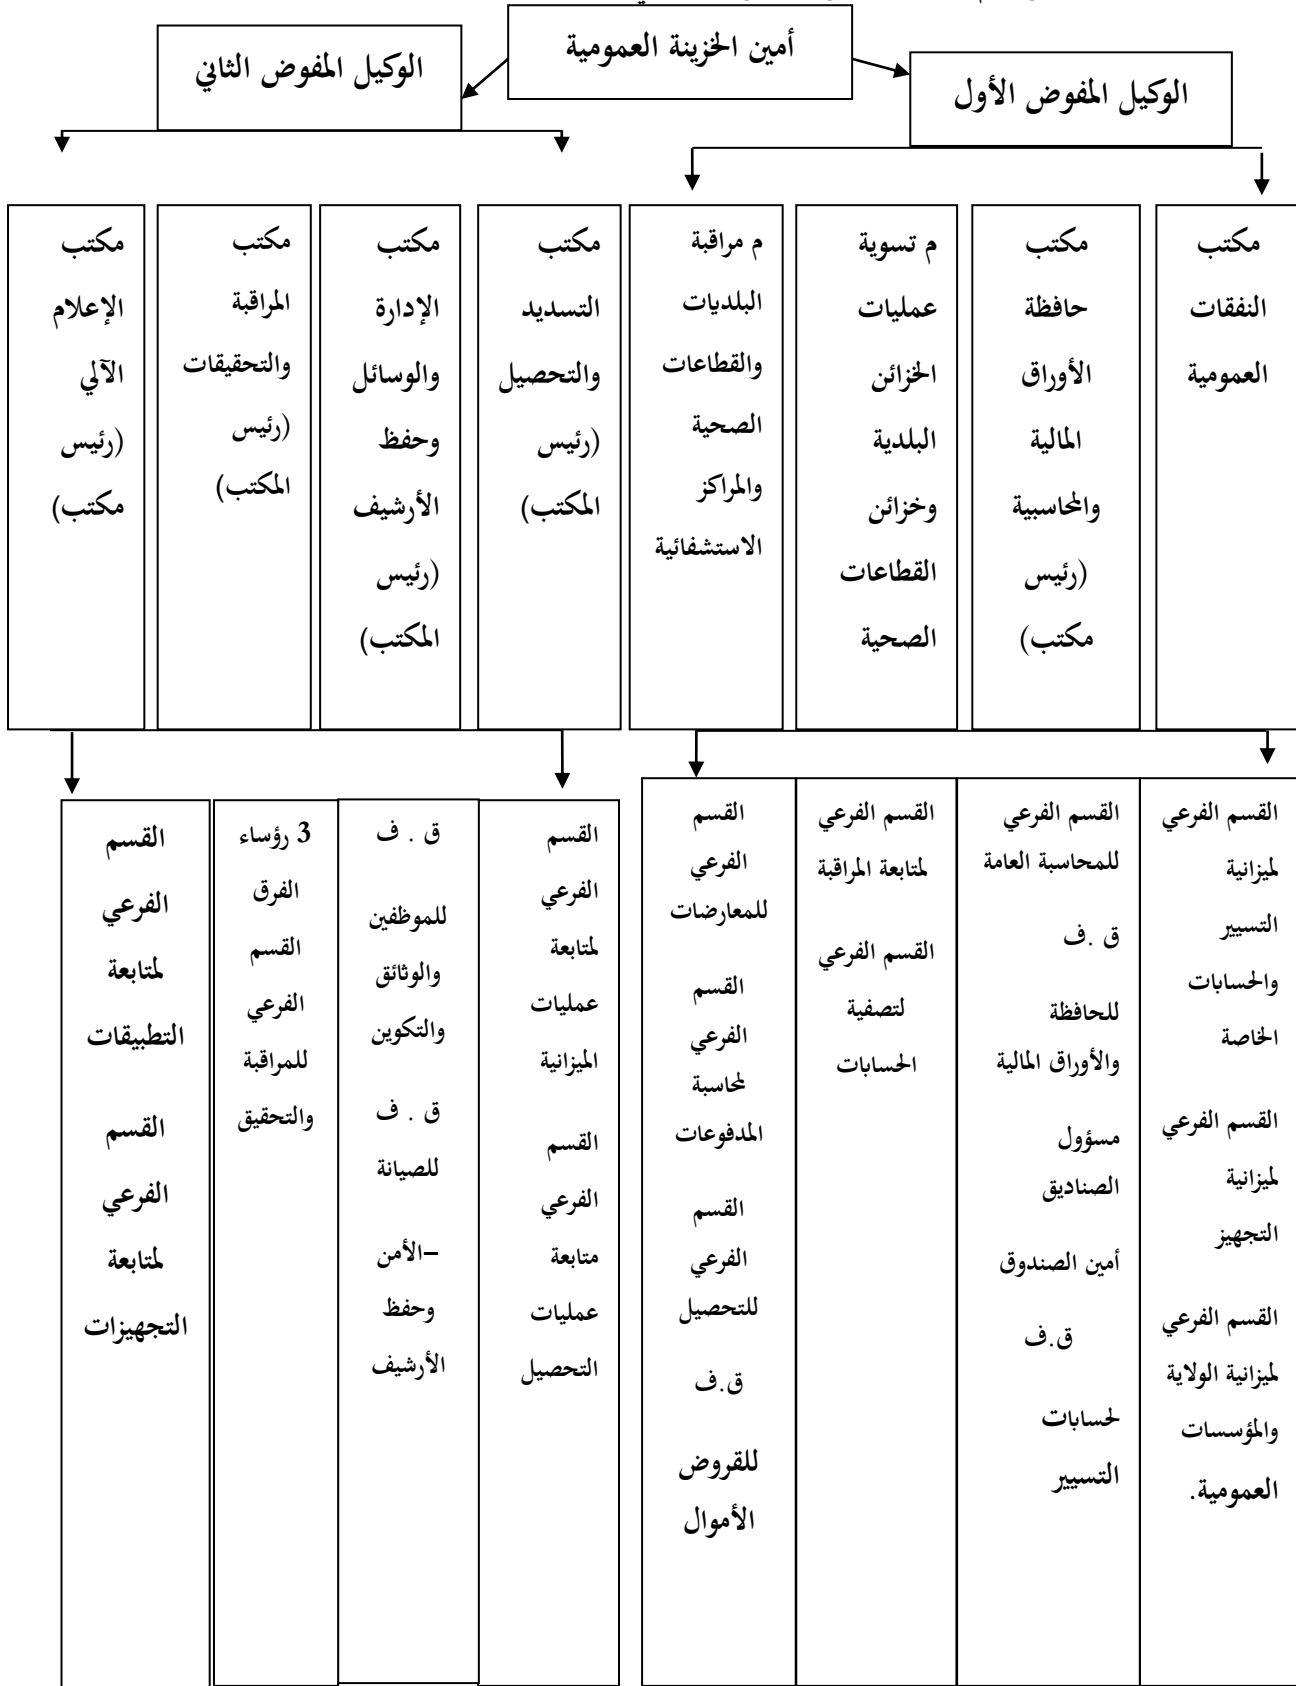 أمين الخزينة العمومية
الوكيل المفوض الأول
الوكيل المفوض الثاني
مكتب
النفقات
العمومية
مكتب
حافظة
الأوراق
المالية
والمحاسبية
(رئيس
مكتب)
م تسوية
عمليات
الخزائن
البلدية
وخزائن
القطاعات
الصحية
م مراقبة
البلديات
والقطاعات
الصحية
والمراكز
الاستشفائية
مكتب
التسديد
والتحصيل
(رئيس
المكتب)
مكتب
الإدارة
والوسائل
وحفظ
الأرشيف
(رئيس
المكتب)
مكتب
المراقبة
والتحقيقات
(رئيس
المكتب)
مكتب
الإعلام
الآلي
(رئيس
مكتب)
القسم الفرعي
لميزانية
التسيير
والحسابات
الخاصة
القسم الفرعي
لميزانية
التجهيز
القسم الفرعي
لميزانية الولاية
والمؤسسات
العمومية.
القسم الفرعي
للمحاسبة العامة
ق .ف
للحافظة
والأوراق المالية
مسؤول
الصناديق
أمين الصندوق
ق.ف
لحسابات
التسيير
القسم الفرعي
لمتابعة المراقبة
القسم الفرعي
لتصفية
الحسابات
القسم
الفرعي
للمعارضات
القسم
الفرعي
لمحاسبة
المدفوعات
القسم
الفرعي
للتحصيل
ق.ف
للقروض
الأموال
القسم
الفرعي
لمتابعة
عمليات
الميزانية
القسم
الفرعي
متابعة
عمليات
التحصيل
ق . ف
للموظفين
والوثائق
والتكوين
ق . ف
للصيانة
–الأمن
وحفظ
الأرشيف
3 رؤساء
الفرق
القسم
الفرعي
للمراقبة
والتحقيق
القسم
الفرعي
لمتابعة
التطبيقات
القسم
الفرعي
لمتابعة
التجهيزات